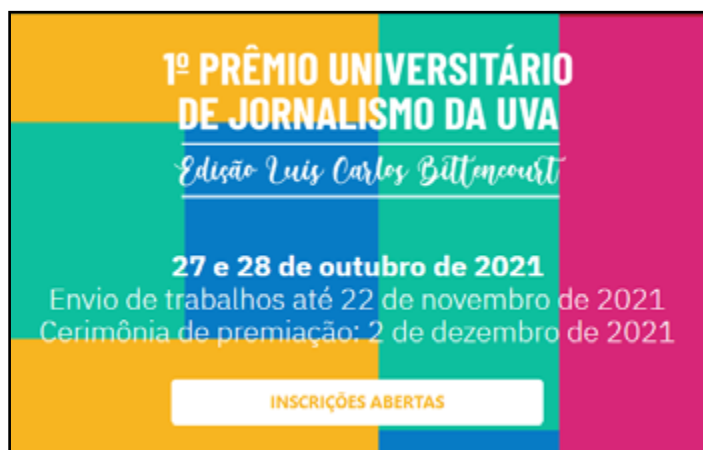 1º PRÊMIO UNIVERSITÁRIO
DE JORNALISMO DA UVA
Edição Luís Carlos Bittencourt
27 e 28 de outubro de 2021
Envio de trabalhos até 22 de novembro de 2021
Cerimônia de premiação: 2 de dezembro de 2021
INSCRIÇÕES ABERTAS